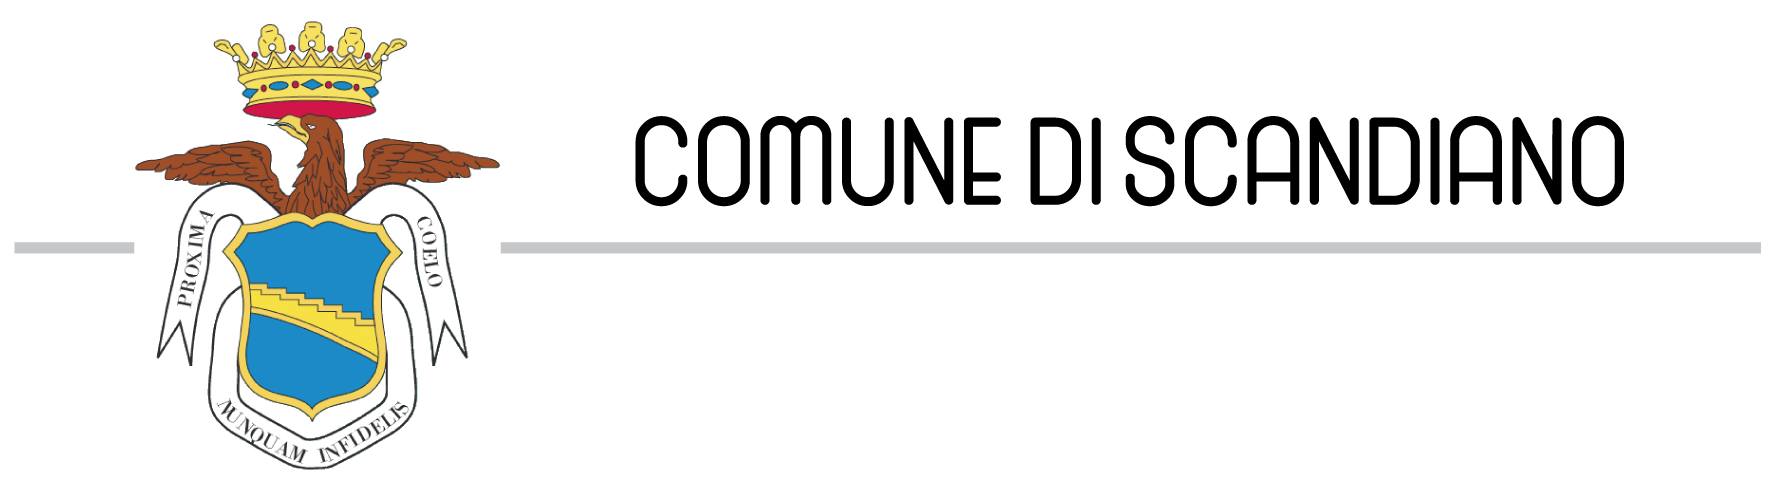 COMUNE DI SCANDIANO
PROXIMA
COELO
NUNQUAM INFIDELIS